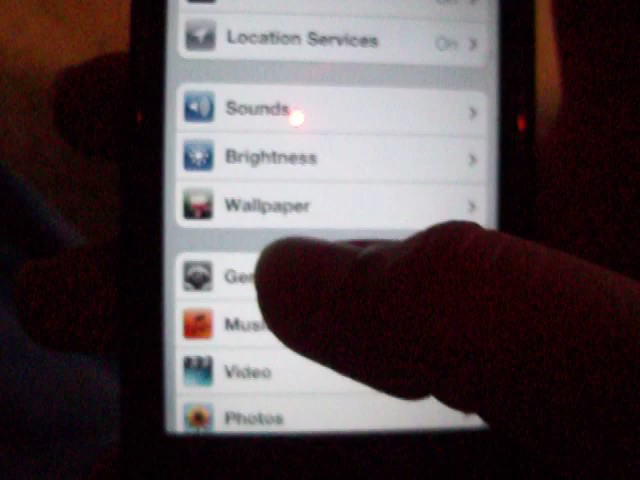 Location Services On
Sounds
Brightness
Wallpaper
Video
Photos